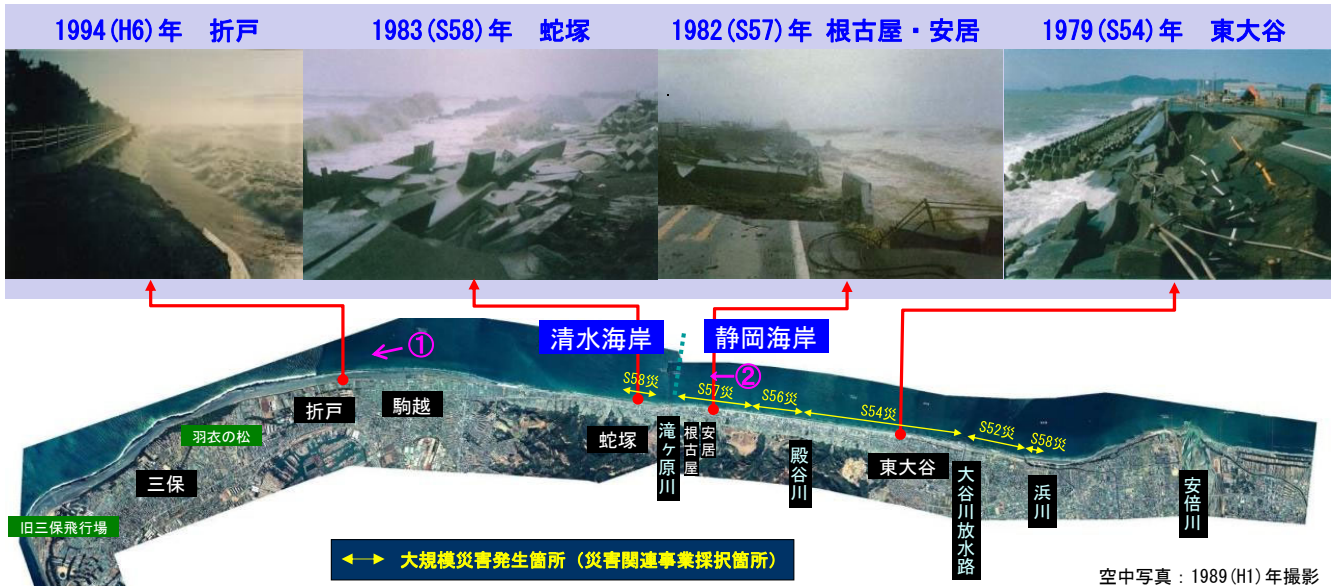 1994(H6)年 折戸
1983(S58)年 蛇塚
1982(S57)年 根古屋・安居
1979(S54)年 東大谷
清水海岸
静岡海岸
①
②
S58災
S57災
S56災
S54災
S52災
S58災
折戸
駒越
羽衣の松
三保
旧三保飛行場
蛇塚
滝ヶ原川
根古屋
安居
殿谷川
東大谷
大谷川放水路
浜川
安倍川
大規模災害発生箇所（災害関連事業採択箇所）
空中写真：1989(H1)年撮影